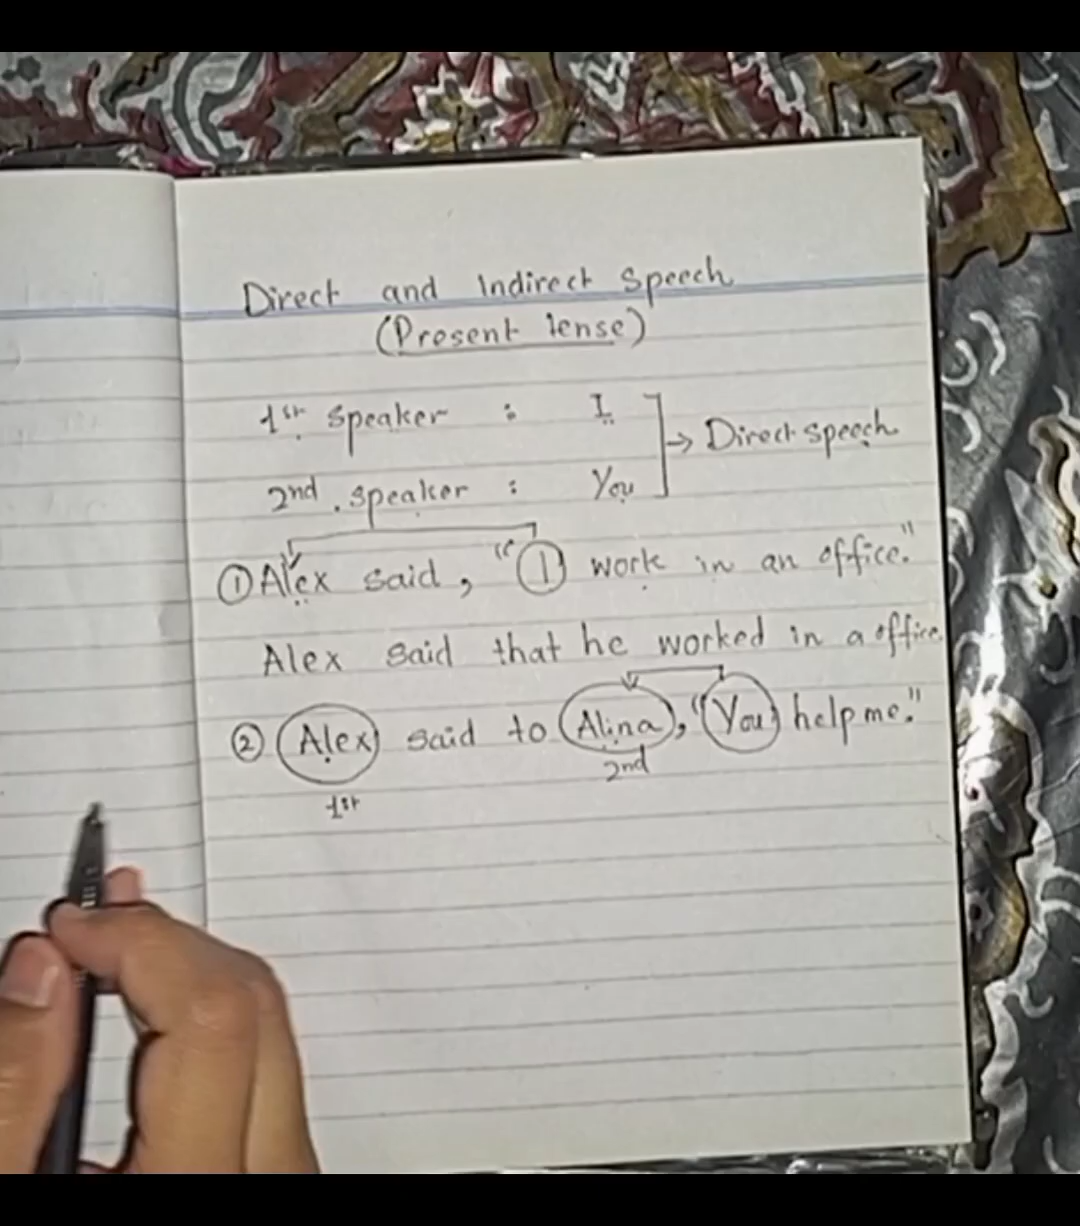 Direct and Indirect Speech
(Present Tense)
1st speaker : I
2nd speaker : You
→ Direct speech
① Alex said, "I work in an office."
Alex said that he worked in a office.
② Alex said to Alina, "You help me."
1st 2nd